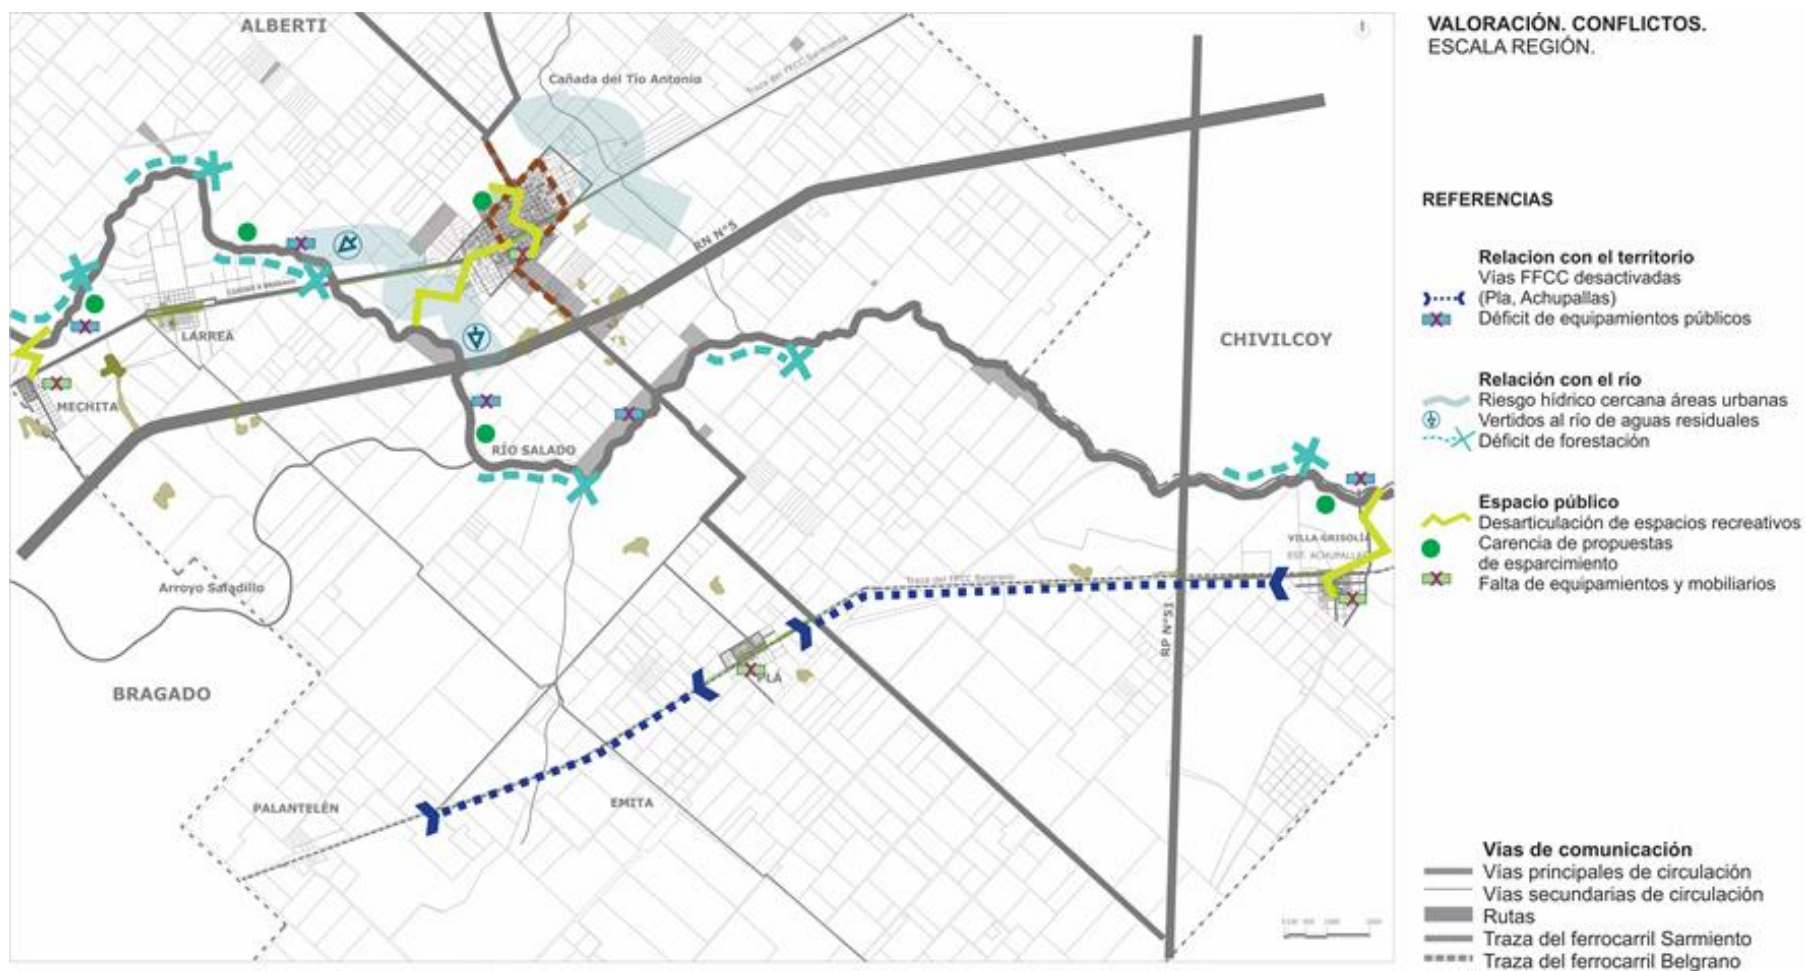 ALBERTI
Cañada del Tío Antonio
Traza del FFCC Sarmiento
RN N°5
LARREA
MECHITA
RÍO SALADO
CHIVILCOY
VILLA GRISOLÍA
EST. ACHUPALLAS
Arroyo Saladillo
Traza del FFCC Belgrano
RP N°51
PLÁ
BRAGADO
PALANTELÉN
EMITA
VALORACIÓN. CONFLICTOS.
ESCALA REGIÓN.
REFERENCIAS
Relacion con el territorio
Vías FFCC desactivadas
(Pla, Achupallas)
Déficit de equipamientos públicos
Relación con el río
Riesgo hídrico cercana áreas urbanas
Vertidos al río de aguas residuales
Déficit de forestación
Espacio público
Desarticulación de espacios recreativos
Carencia de propuestas
de esparcimiento
Falta de equipamientos y mobiliarios
Vías de comunicación
Vías principales de circulación
Vías secundarias de circulación
Rutas
Traza del ferrocarril Sarmiento
Traza del ferrocarril Belgrano